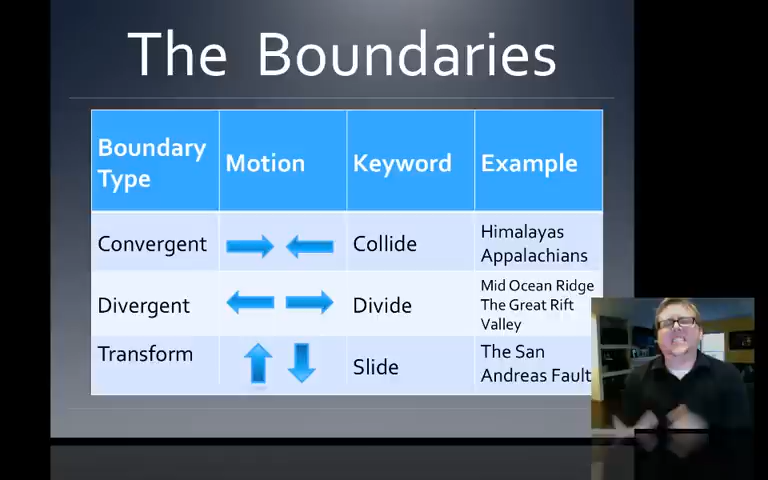 The Boundaries
Boundary Type
Motion
Keyword
Example
Convergent
Collide
Himalayas
Appalachians
Divergent
Divide
Mid Ocean Ridge
The Great Rift
Valley
Transform
Slide
The San
Andreas Fault